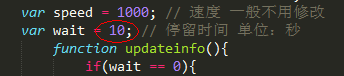 var speed = 1000; // 速度 一般不用修改
var wait = 10; // 停留时间 单位：秒
function updateinfo(){
if(wait == 0){